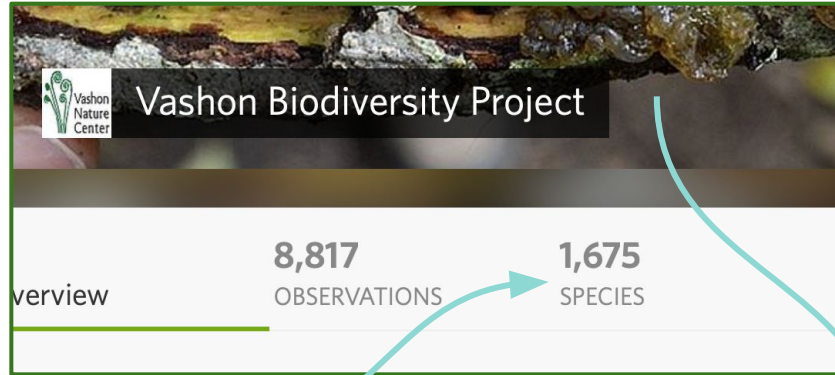 Vashon
Nature
Center
Vashon Biodiversity Project
8,817
1,675
verview
OBSERVATIONS
SPECIES